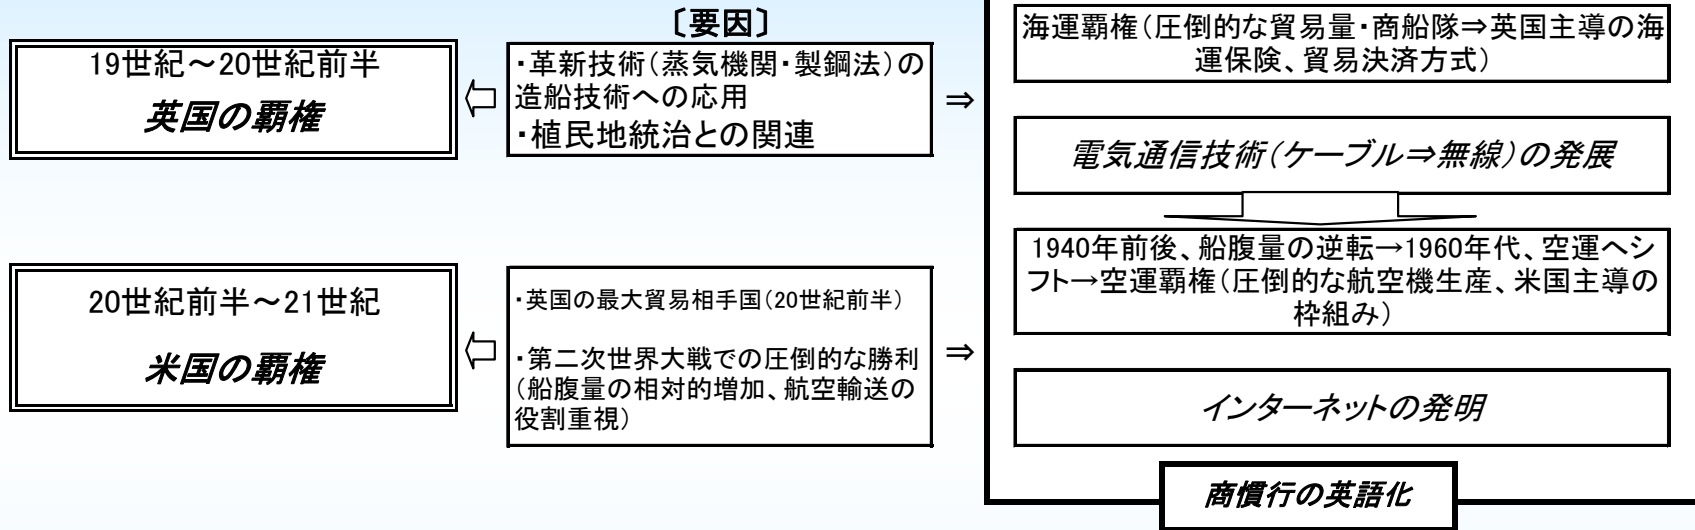 〔要因〕
19世紀～20世紀前半
英国の覇権
⇐
・革新技術（蒸気機関・製鋼法）の
造船技術への応用
・植民地統治との関連
⇒
海運覇権（圧倒的な貿易量・商船隊⇒英国主導の海
運保険、貿易決済方式）
電気通信技術（ケーブル⇒無線）の発展
20世紀前半～21世紀
米国の覇権
・英国の最大貿易相手国（20世紀前半）
・第二次世界大戦での圧倒的な勝利
（船腹量の相対的増加、航空輸送の
役割重視）
⇒
1940年前後、船腹量の逆転→1960年代、空運へシ
フト→空運覇権（圧倒的な航空機生産、米国主導の
枠組み）
インターネットの発明
商慣行の英語化